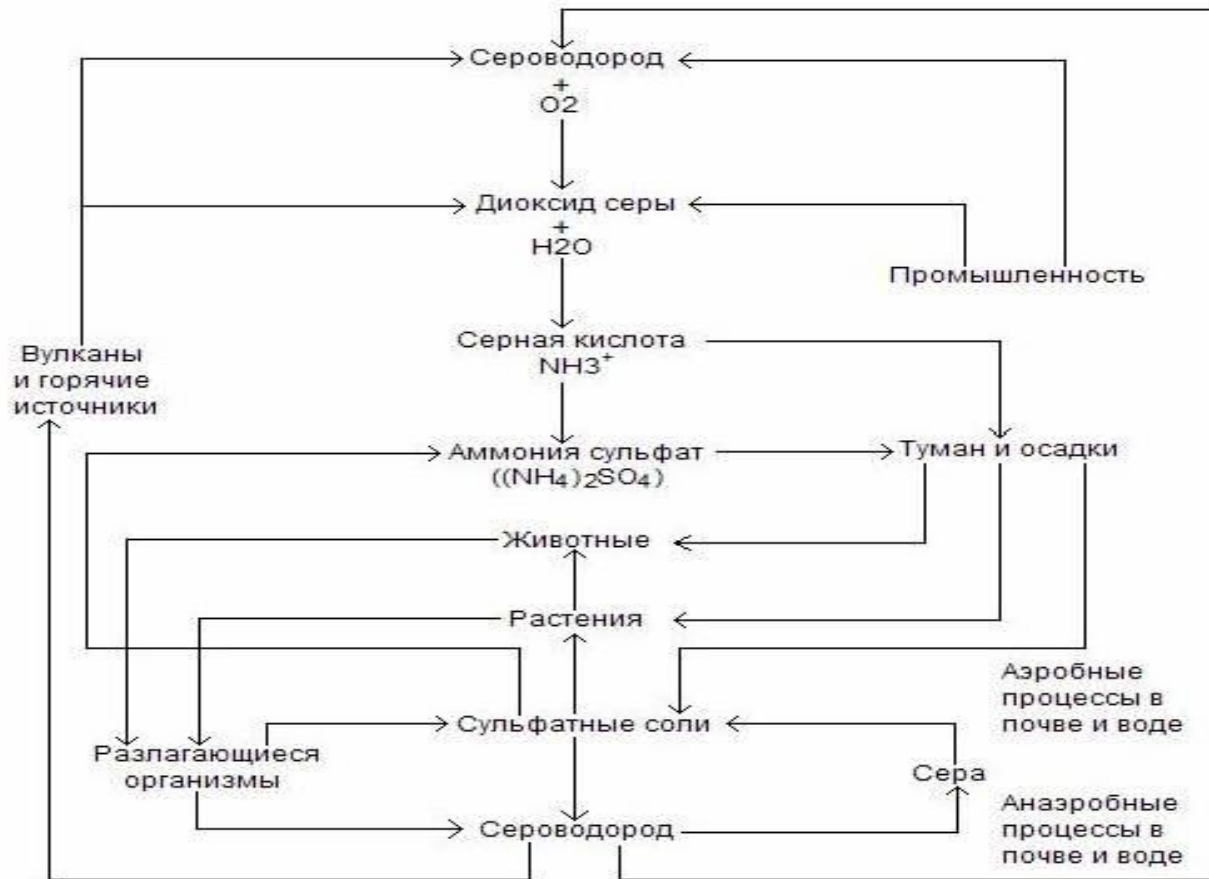 Сероводород
+
O2
Диоксид серы
+
H2O
Промышленность
Серная кислота
NH3⁺
Вулканы
и горячие
источники
Аммония сульфат
((NH4)2SO4)
Туман и осадки
Животные
Растения
Аэробные
процессы в
почве и воде
Сульфатные соли
Разлагающиеся
организмы
Сера
Сероводород
Анаэробные
процессы в
почве и воде